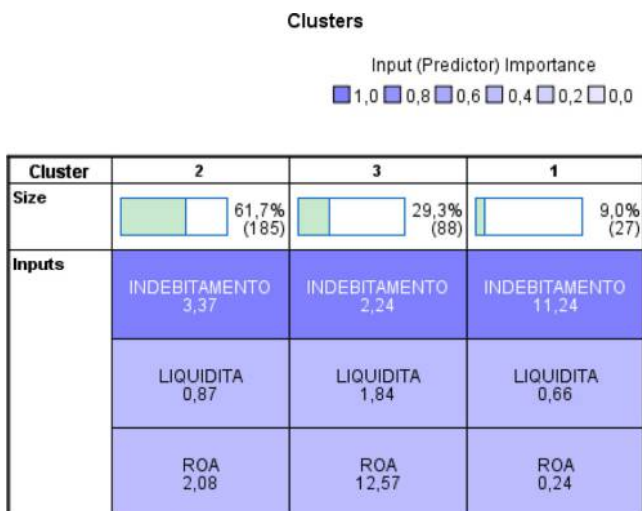 Clusters
Input (Predictor) Importance
1,0 0,8 0,6 0,4 0,2 0,0
Cluster 2 3 1
Size 61,7% (185) 29,3% (88) 9,0% (27)
Inputs
INDEBITAMENTO INDEBITAMENTO INDEBITAMENTO
3,37 2,24 11,24
LIQUIDITA LIQUIDITA LIQUIDITA
0,87 1,84 0,66
ROA ROA ROA
2,08 12,57 0,24